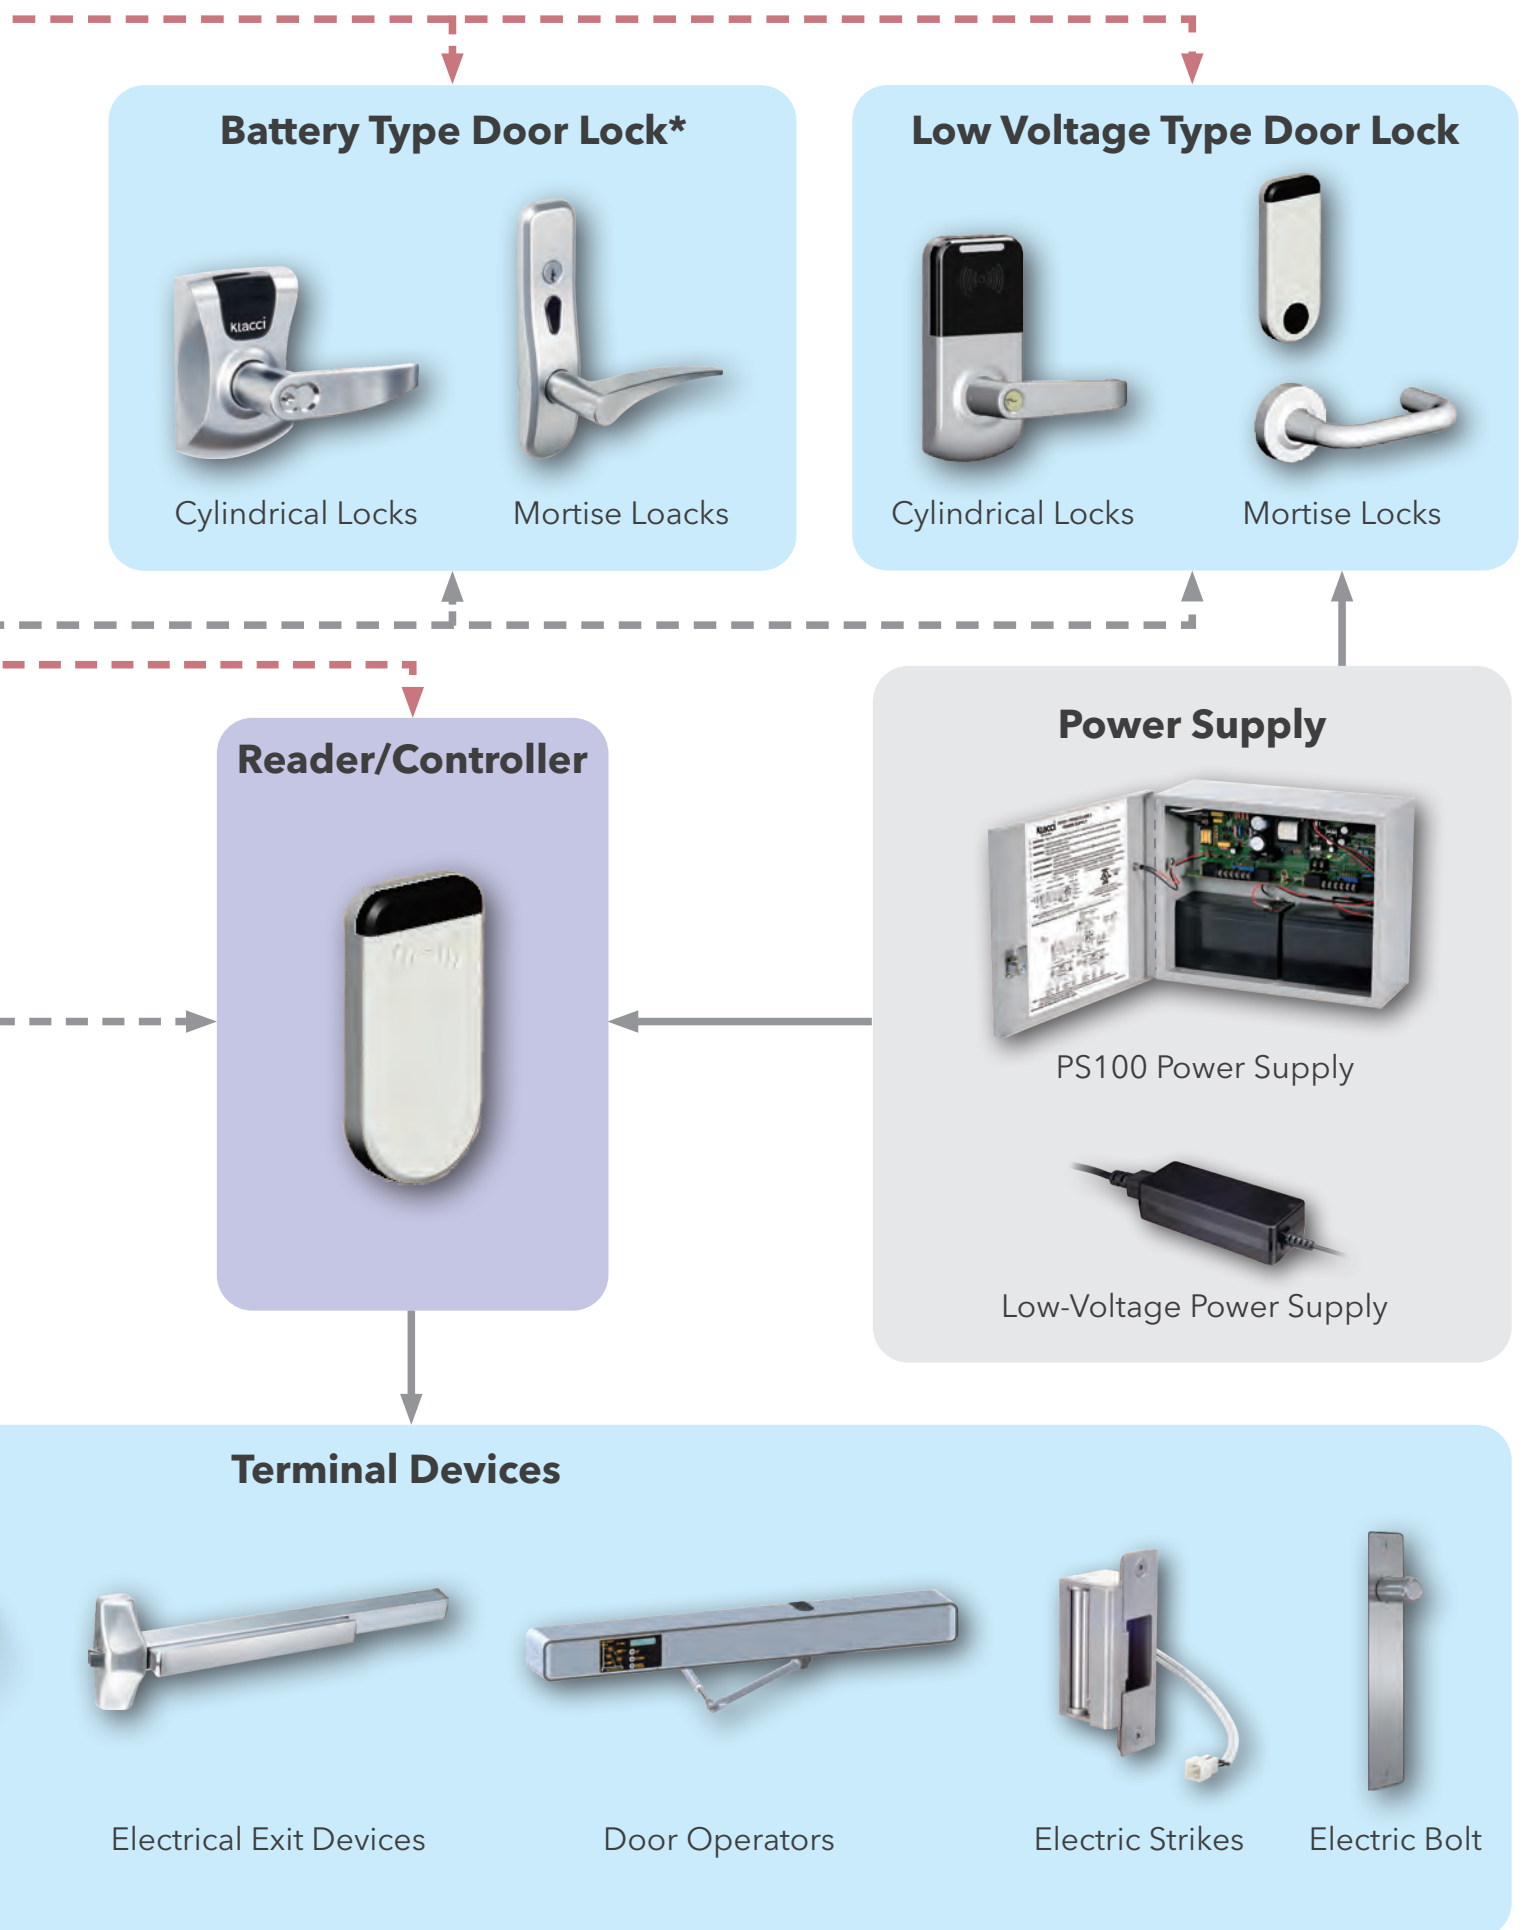 Battery Type Door Lock*
Low Voltage Type Door Lock
Klacci
Cylindrical Locks
Mortise Loacks
Cylindrical Locks
Mortise Locks
Reader/Controller
Power Supply
Klacci
PS100 Power Supply
Low-Voltage Power Supply
Terminal Devices
Electrical Exit Devices
Door Operators
Electric Strikes
Electric Bolt